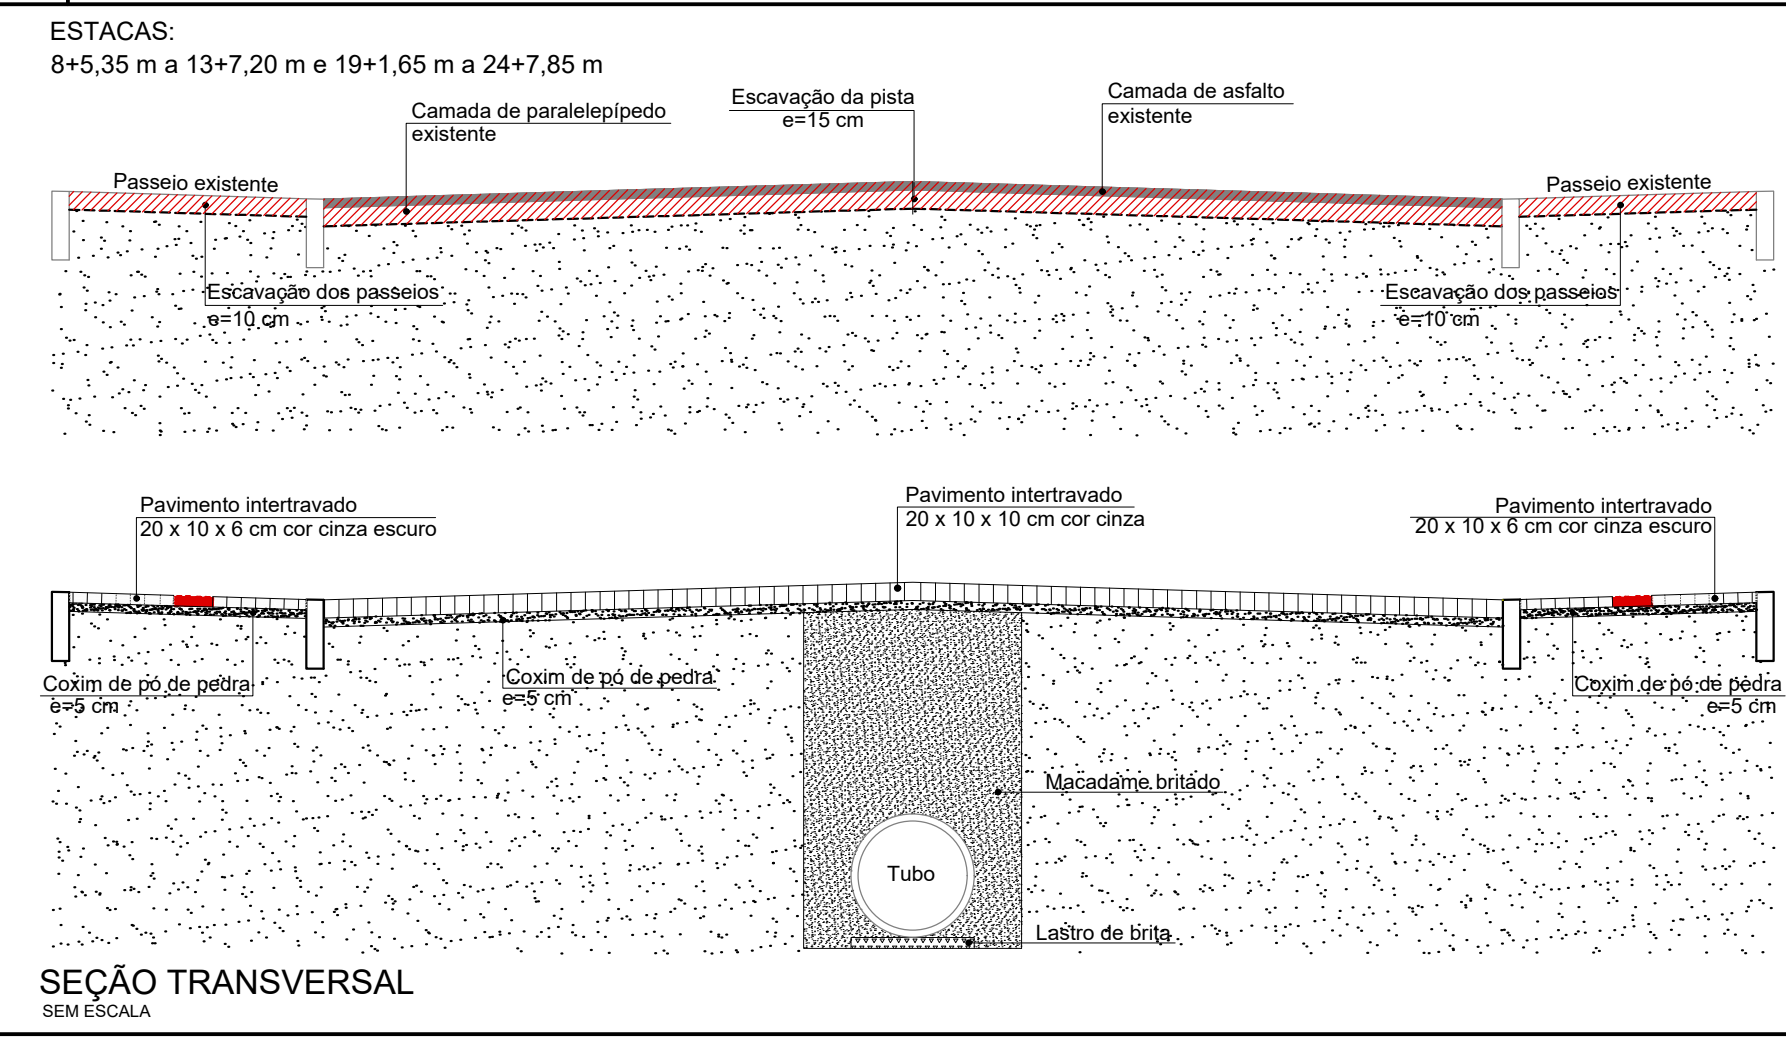 ESTACAS:
8+5,35 m a 13+7,20 m e 19+1,65 m a 24+7,85 m
Camada de paralelepípedo
existente
Escavação da pista
e=15 cm
Camada de asfalto
existente
Passeio existente
Passeio existente
Escavação dos passeios
e=10 cm
Escavação dos passeios
e=10 cm
Pavimento intertravado
20 x 10 x 6 cm cor cinza escuro
Pavimento intertravado
20 x 10 x 10 cm cor cinza
Pavimento intertravado
20 x 10 x 6 cm cor cinza escuro
Coxim de pó de pedra
e=5 cm
Coxim de pó de pedra
e=5 cm
Coxim de pó de pedra
e=5 cm
Macadame britado
Tubo
Lastro de brita
SEÇÃO TRANSVERSAL
SEM ESCALA